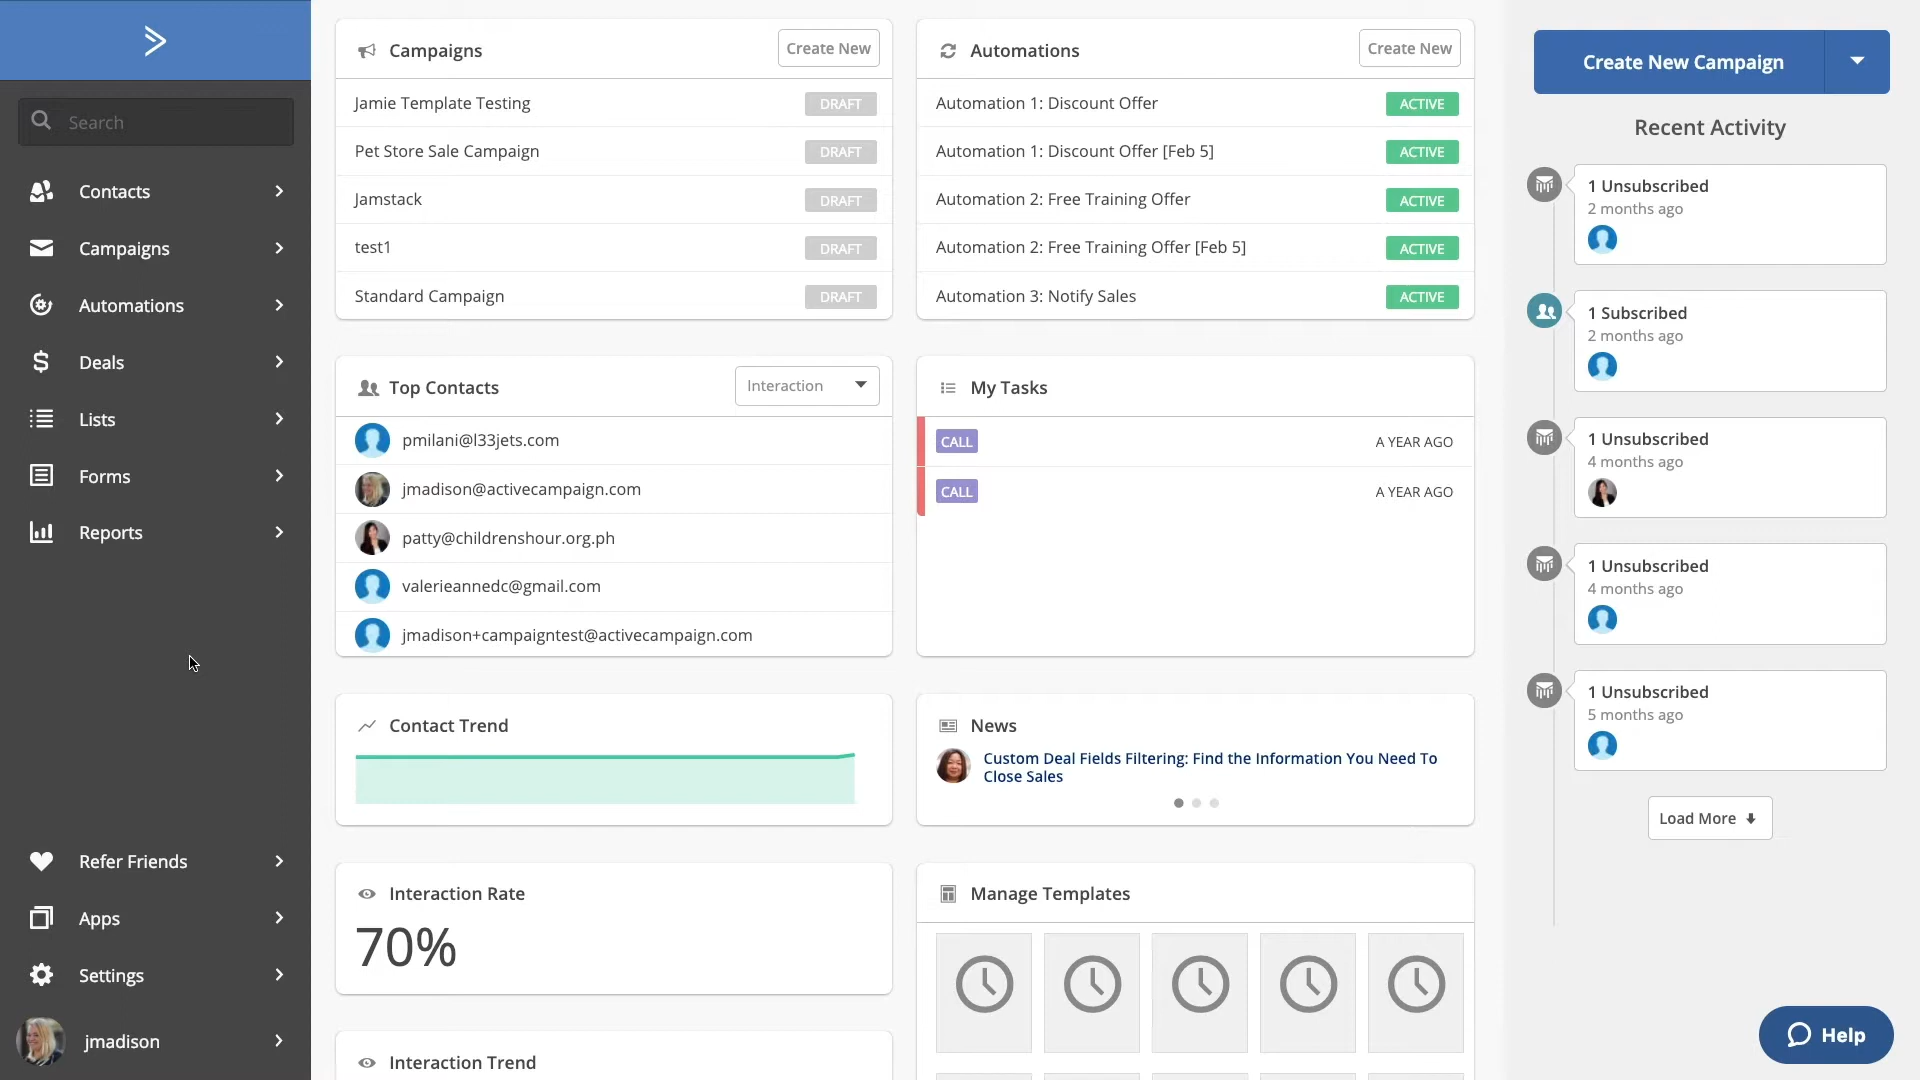 Search
Contacts
Campaigns
Automations
Deals
Lists
Forms
Reports
Refer Friends
Apps
Settings
jmadison
Campaigns
Create New
Jamie Template Testing DRAFT
Pet Store Sale Campaign DRAFT
Jamstack DRAFT
test1 DRAFT
Standard Campaign DRAFT
Automations
Create New
Automation 1: Discount Offer ACTIVE
Automation 1: Discount Offer [Feb 5] ACTIVE
Automation 2: Free Training Offer ACTIVE
Automation 2: Free Training Offer [Feb 5] ACTIVE
Automation 3: Notify Sales ACTIVE
Top Contacts
Interaction
pmilani@l33jets.com
jmadison@activecampaign.com
patty@childrenshour.org.ph
valerieannedc@gmail.com
jmadison+campaigntest@activecampaign.com
My Tasks
CALL A YEAR AGO
CALL A YEAR AGO
Contact Trend
News
Custom Deal Fields Filtering: Find the Information You Need To
Close Sales
Interaction Rate
70%
Manage Templates
Interaction Trend
Create New Campaign
Recent Activity
1 Unsubscribed
2 months ago
1 Subscribed
2 months ago
1 Unsubscribed
4 months ago
1 Unsubscribed
4 months ago
1 Unsubscribed
5 months ago
Load More
Help